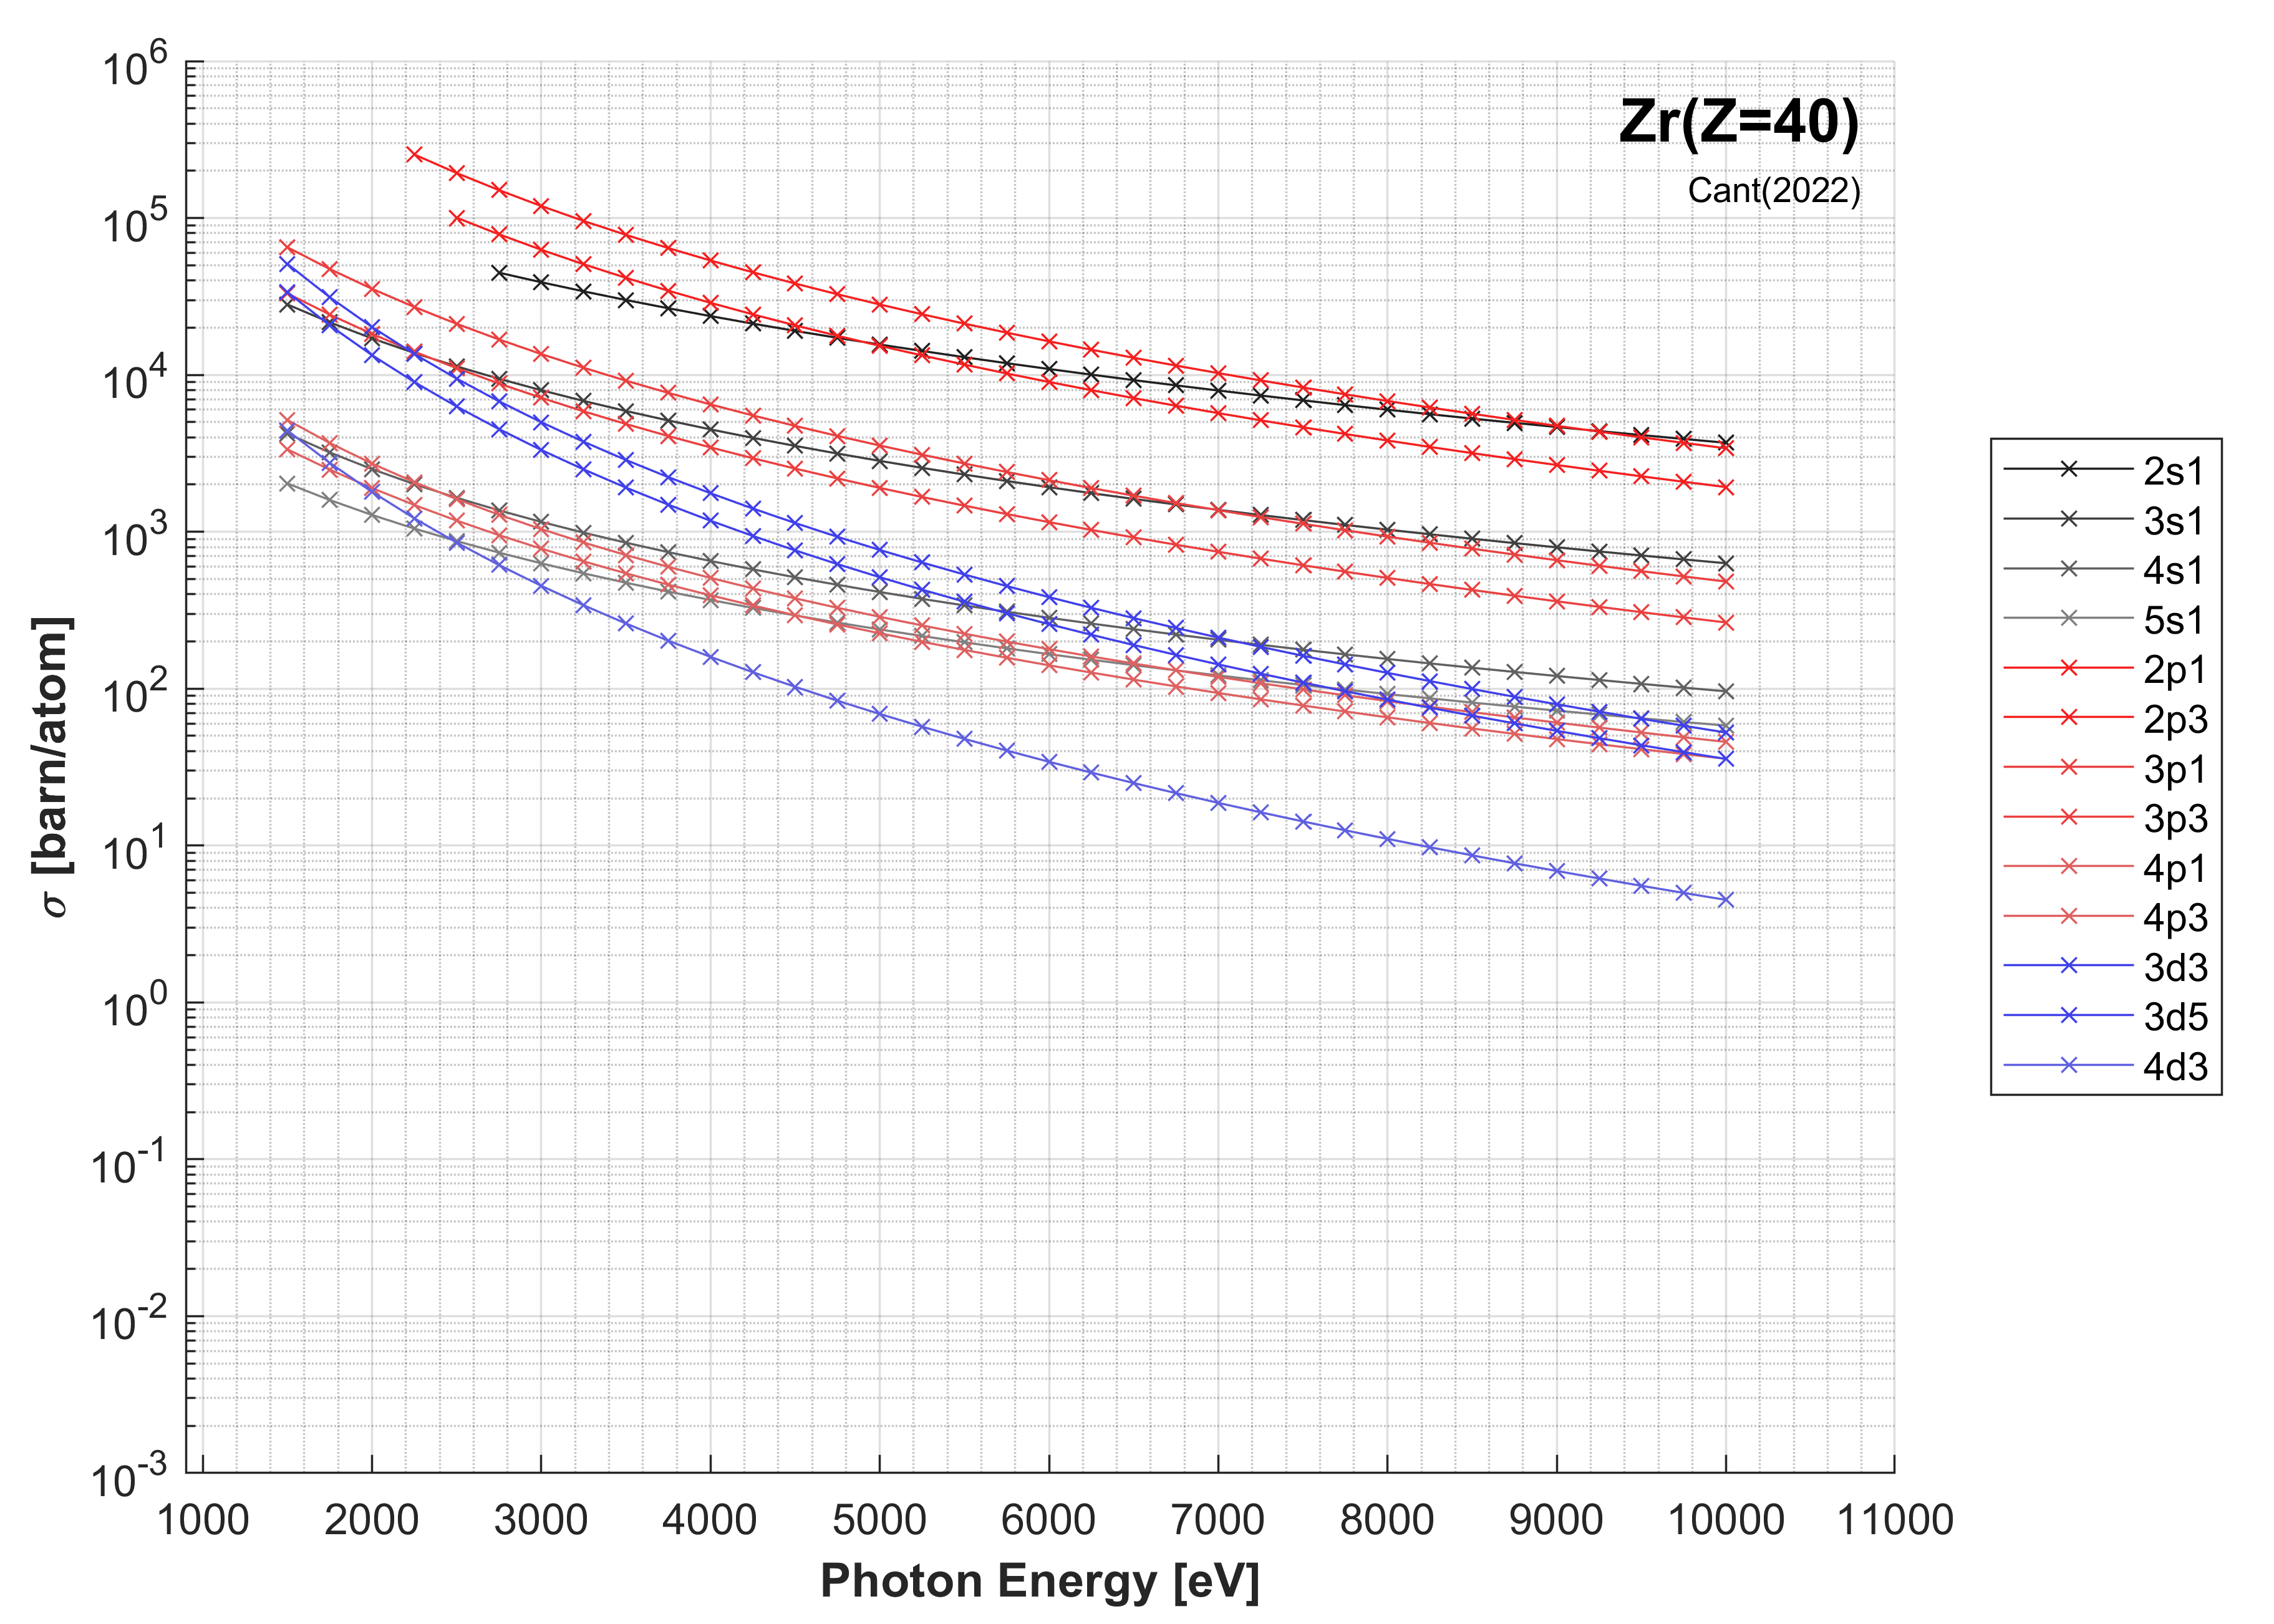 Zr(Z=40)
Cant(2022)
σ [barn/atom]
10^6
10^5
10^4
10^3
10^2
10^1
10^0
10^-1
10^-2
10^-3
1000 2000 3000 4000 5000 6000 7000 8000 9000 10000 11000
Photon Energy [eV]
2s1
3s1
4s1
5s1
2p1
2p3
3p1
3p3
4p1
4p3
3d3
3d5
4d3